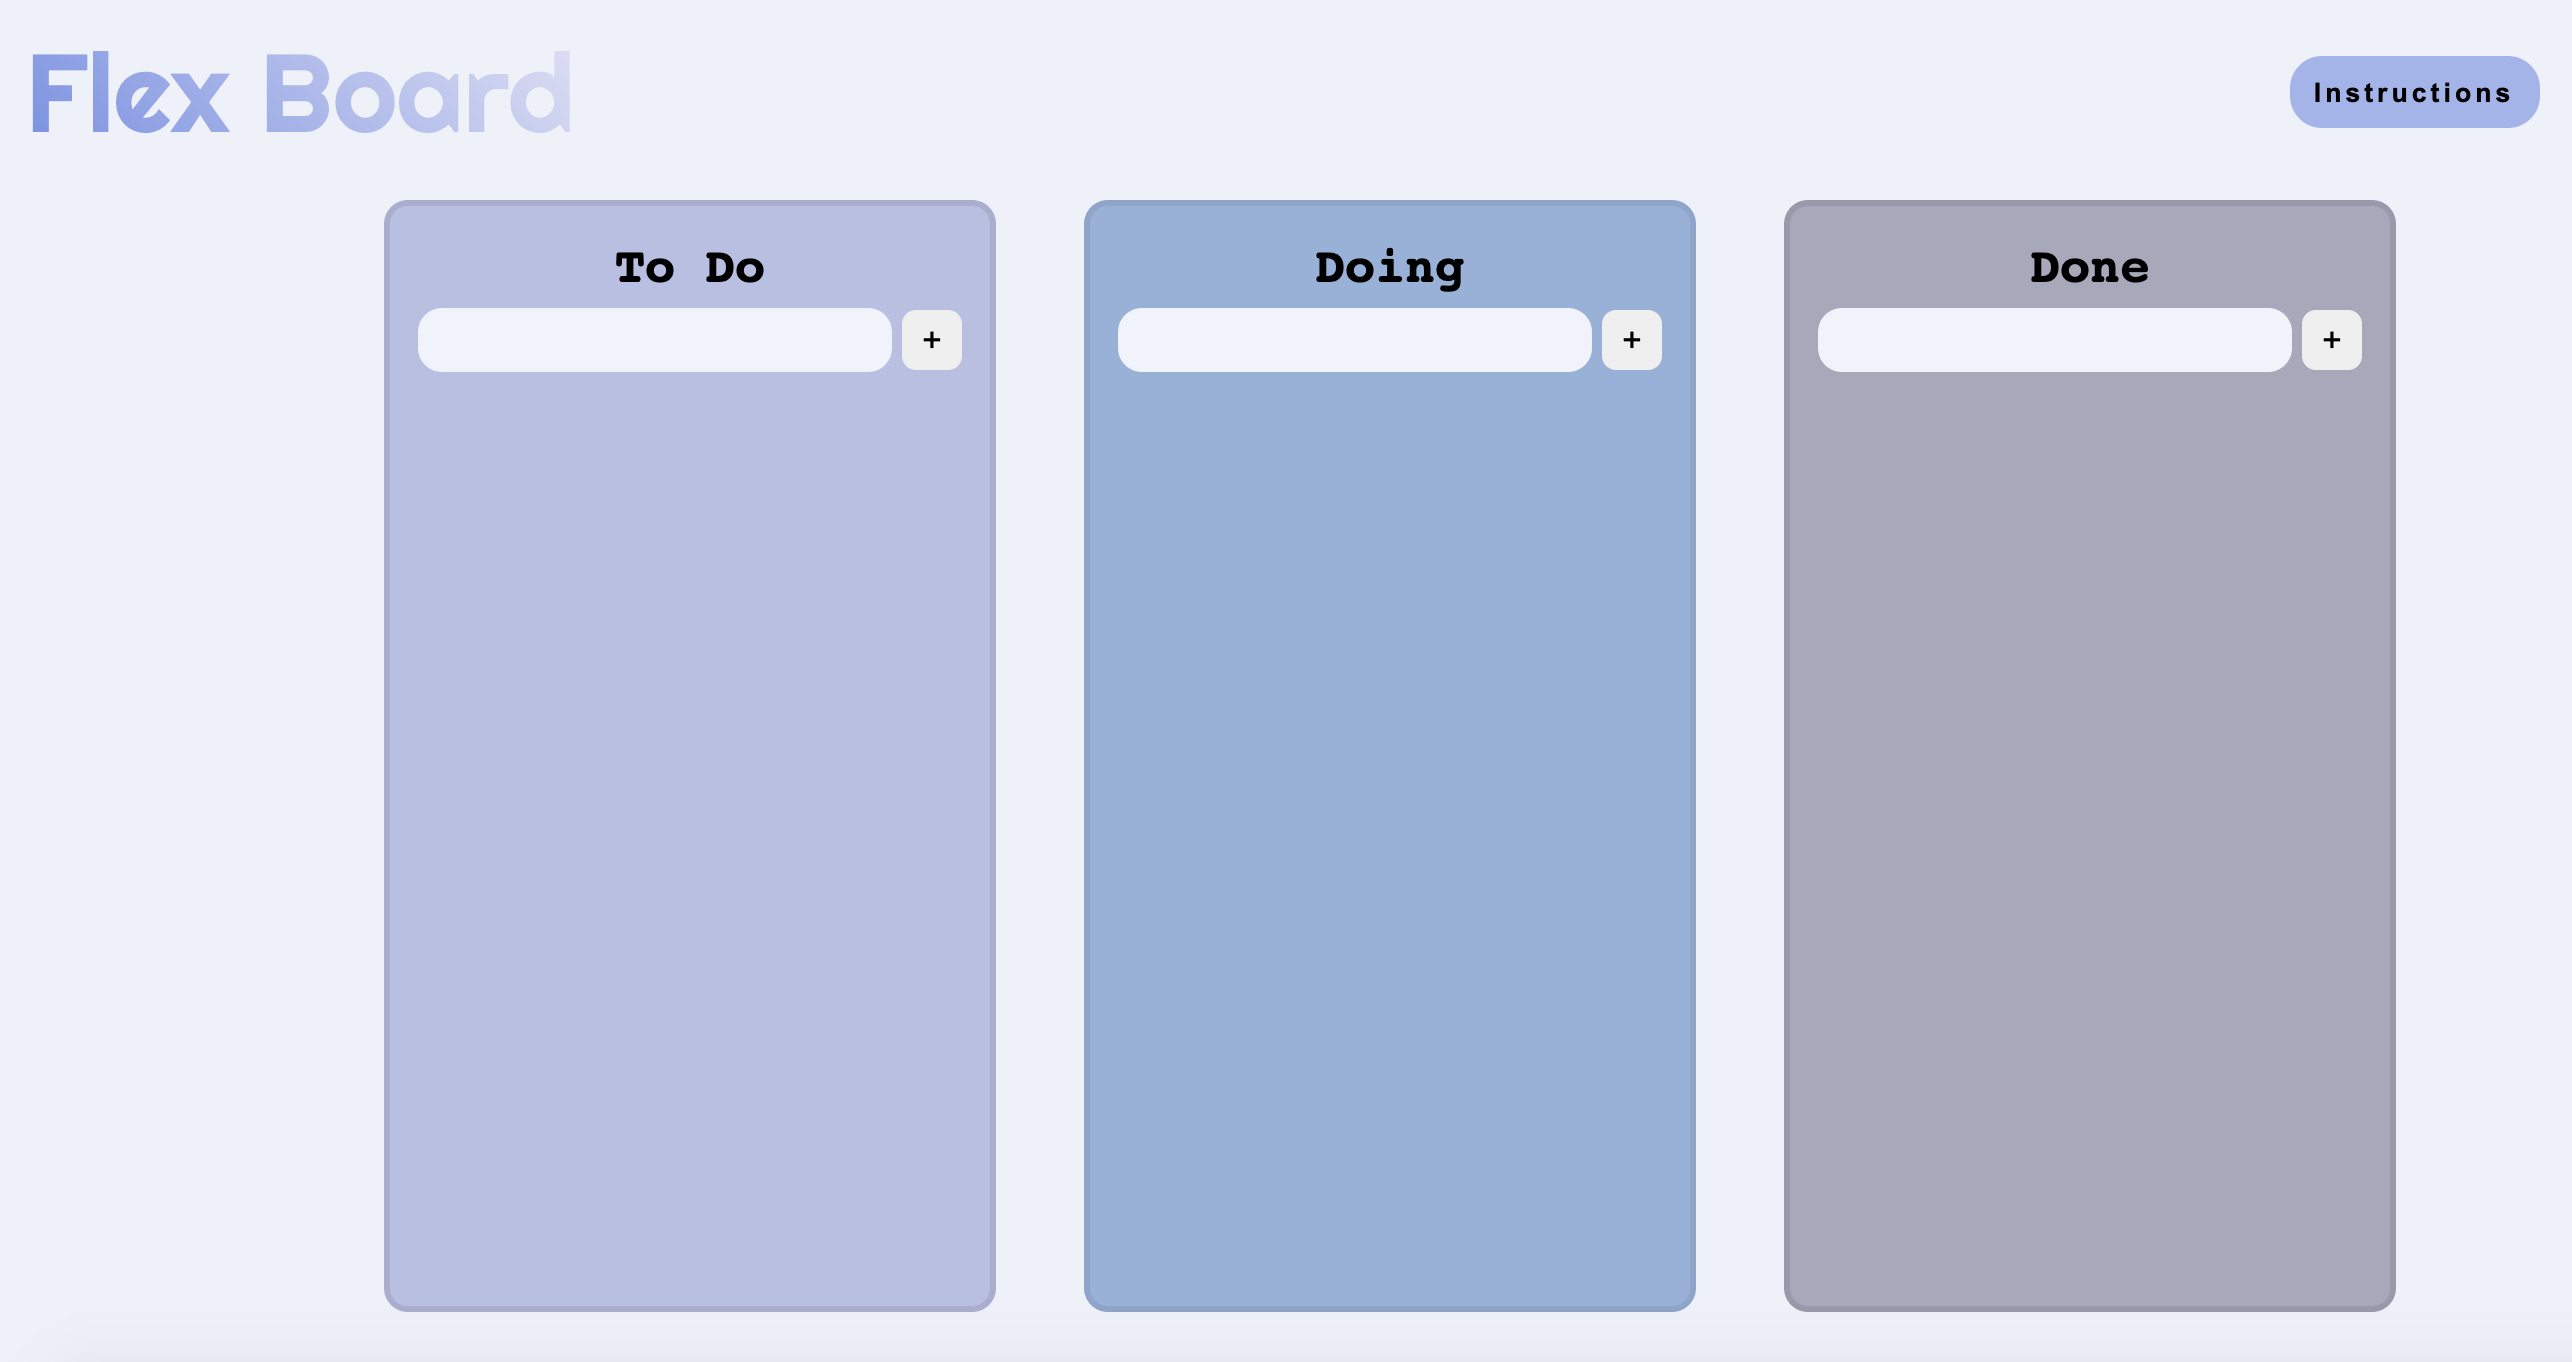 Flex Board
Instructions
To Do
Doing
Done
+
+
+